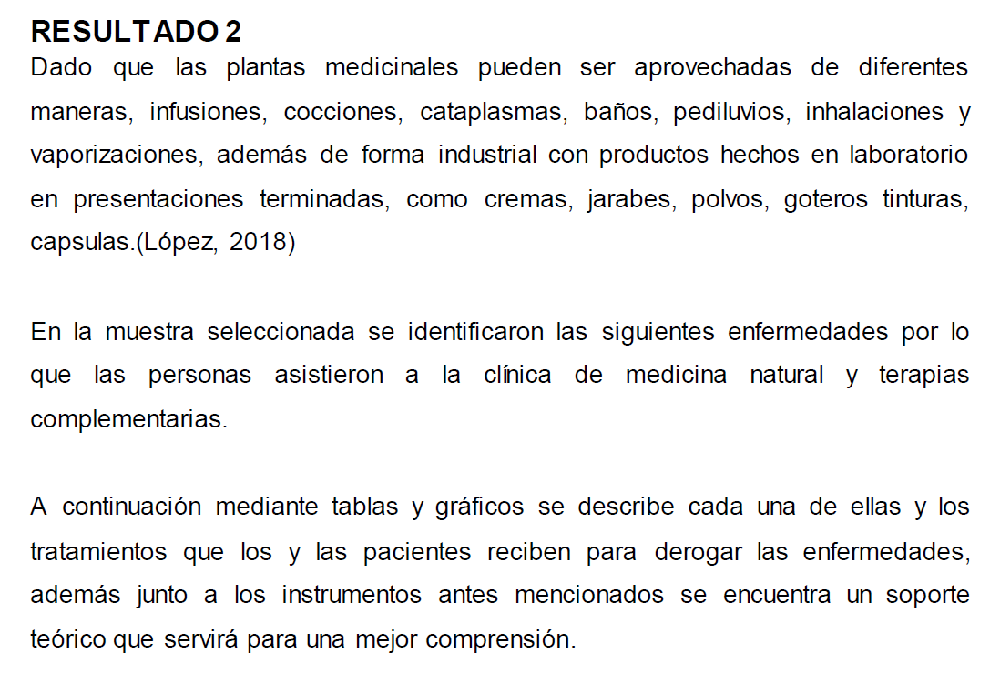 RESULTADO 2
Dado que las plantas medicinales pueden ser aprovechadas de diferentes
maneras, infusiones, cocciones, cataplasmas, baños, pediluvios, inhalaciones y
vaporizaciones, además de forma industrial con productos hechos en laboratorio
en presentaciones terminadas, como cremas, jarabes, polvos, goteros tinturas,
capsulas.(López, 2018)
En la muestra seleccionada se identificaron las siguientes enfermedades por lo
que las personas asistieron a la clínica de medicina natural y terapias
complementarias.
A continuación mediante tablas y gráficos se describe cada una de ellas y los
tratamientos que los y las pacientes reciben para derogar las enfermedades,
además junto a los instrumentos antes mencionados se encuentra un soporte
teórico que servirá para una mejor comprensión.